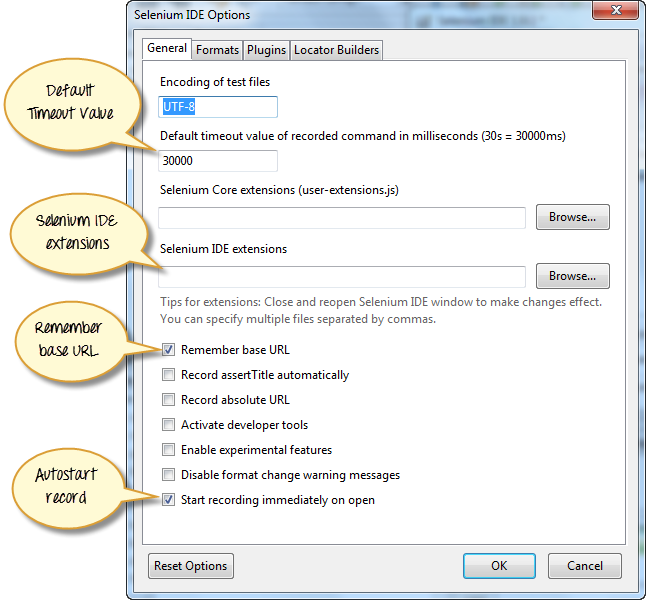 Selenium IDE Options
General
Formats
Plugins
Locator Builders
Encoding of test files
UTF-8
Default
Timeout Value
Default timeout value of recorded command in milliseconds (30s = 30000ms)
30000
Selenium Core extensions (user-extensions.js)
Browse...
Selenium IDE
extensions
Selenium IDE extensions
Browse...
Tips for extensions: Close and reopen Selenium IDE window to make changes effect.
You can specify multiple files separated by commas.
Remember
base URL
Remember base URL
Record assertTitle automatically
Record absolute URL
Activate developer tools
Enable experimental features
Disable format change warning messages
Autostart
record
Start recording immediately on open
Reset Options
OK
Cancel